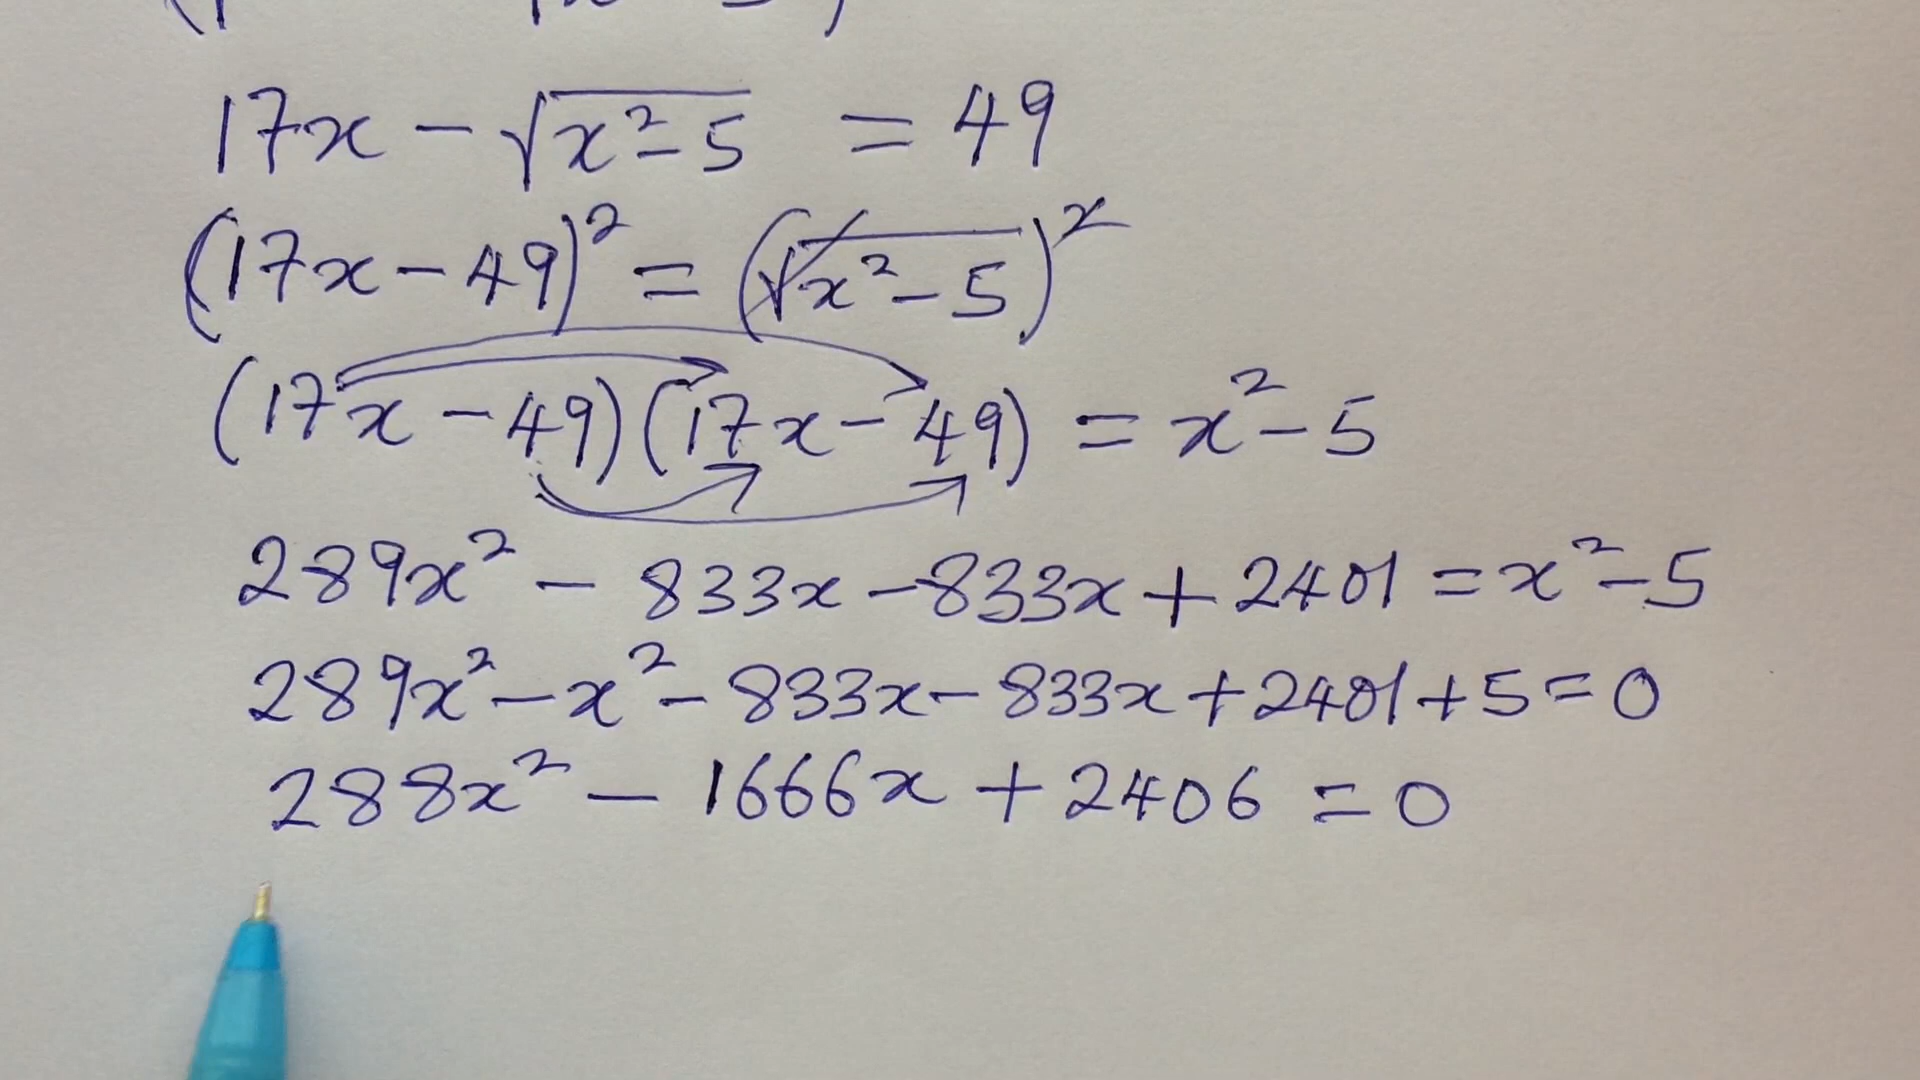 17x - √x²-5 = 49
(17x - 49)² = (√x² - 5)²
(17x - 49)(17x - 49) = x² - 5
289x² - 833x - 833x + 2401 = x² - 5
289x² - x² - 833x - 833x + 2401 + 5 = 0
288x² - 1666x + 2406 = 0